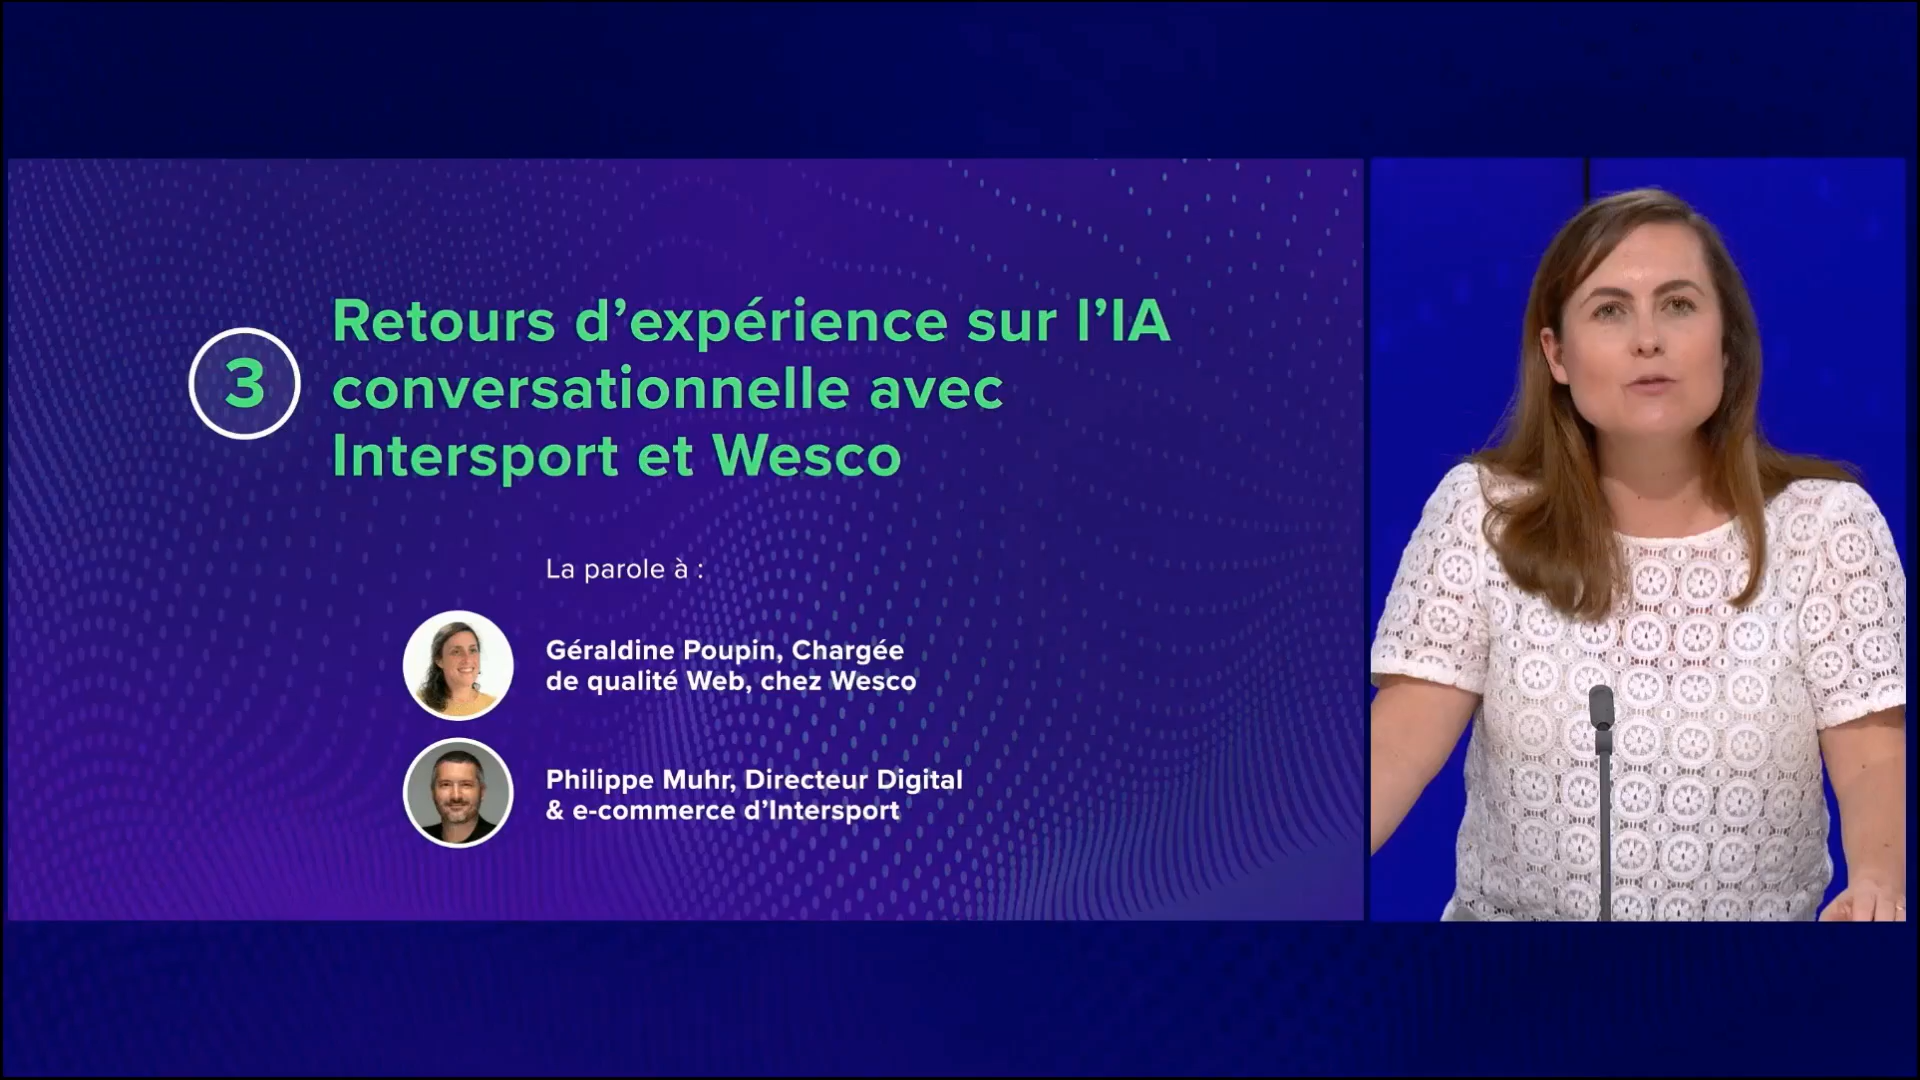 3
Retours d’expérience sur l’IA
conversationnelle avec
Intersport et Wesco
La parole à :
Géraldine Poupin, Chargée
de qualité Web, chez Wesco
Philippe Muhr, Directeur Digital
& e-commerce d’Intersport